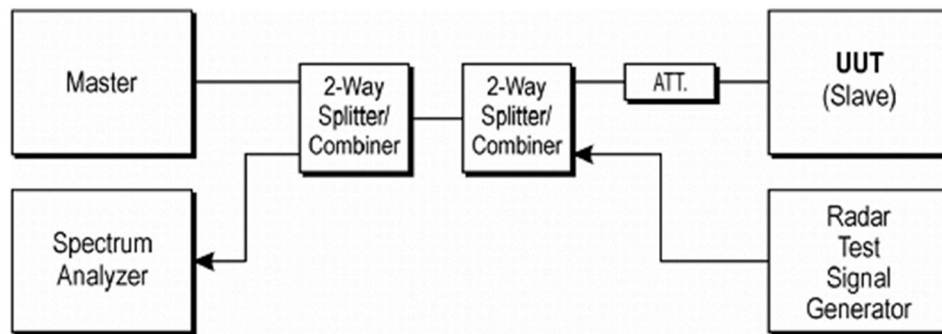 Master
2-Way
Splitter/
Combiner
2-Way
Splitter/
Combiner
ATT.
UUT
(Slave)
Spectrum
Analyzer
Radar
Test
Signal
Generator